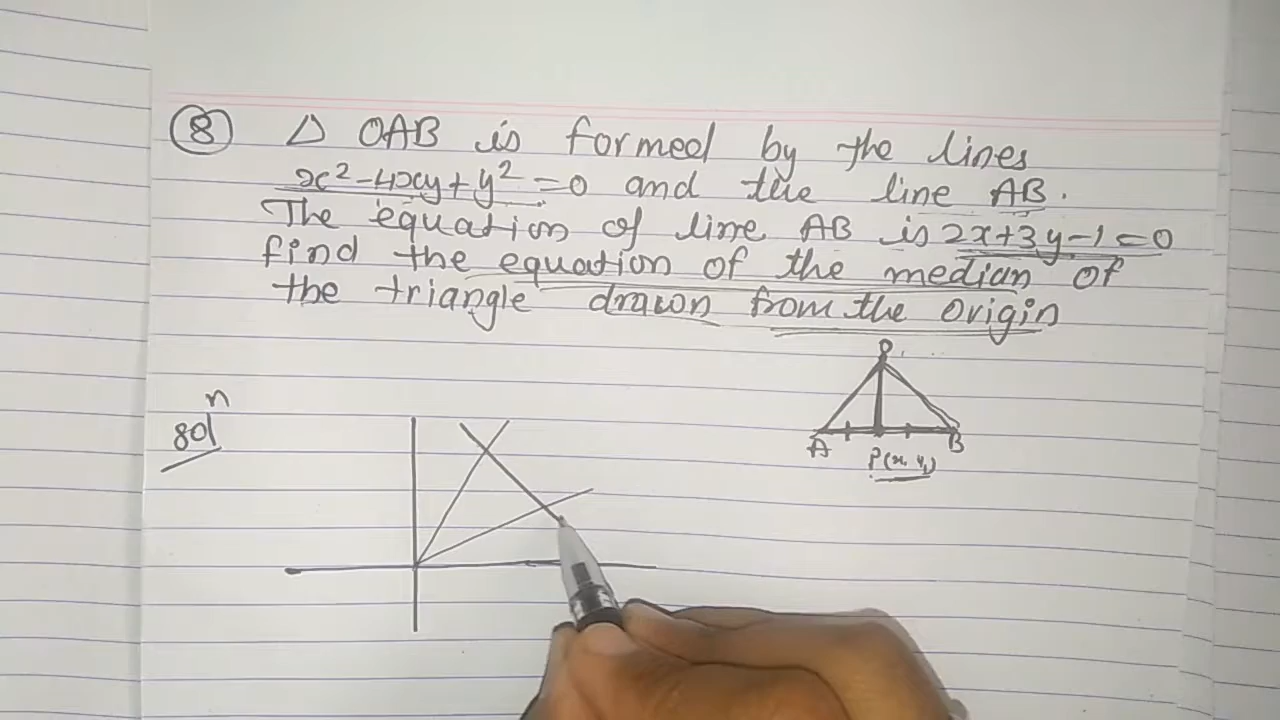 ⑧ △ OAB is formed by the lines
x²-4xy+y²=0 and the line AB.
The equation of line AB is 2x+3y-1=0
find the equation of the median of
the triangle drawn from the origin
O
A B
P(x, y)
Solⁿ